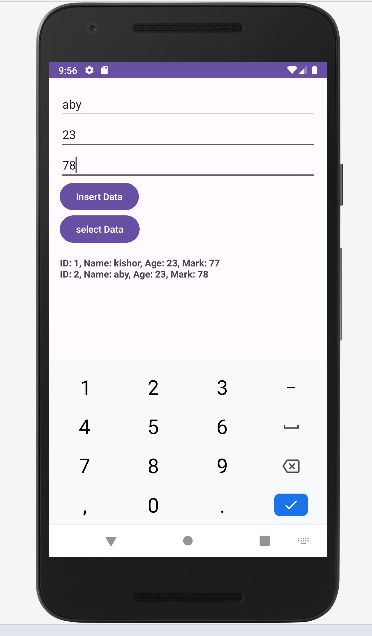 9:56
aby
23
78
Insert Data
select Data
ID: 1, Name: kishor, Age: 23, Mark: 77
ID: 2, Name: aby, Age: 23, Mark: 78
1 2 3 –
4 5 6
7 8 9
, 0 .